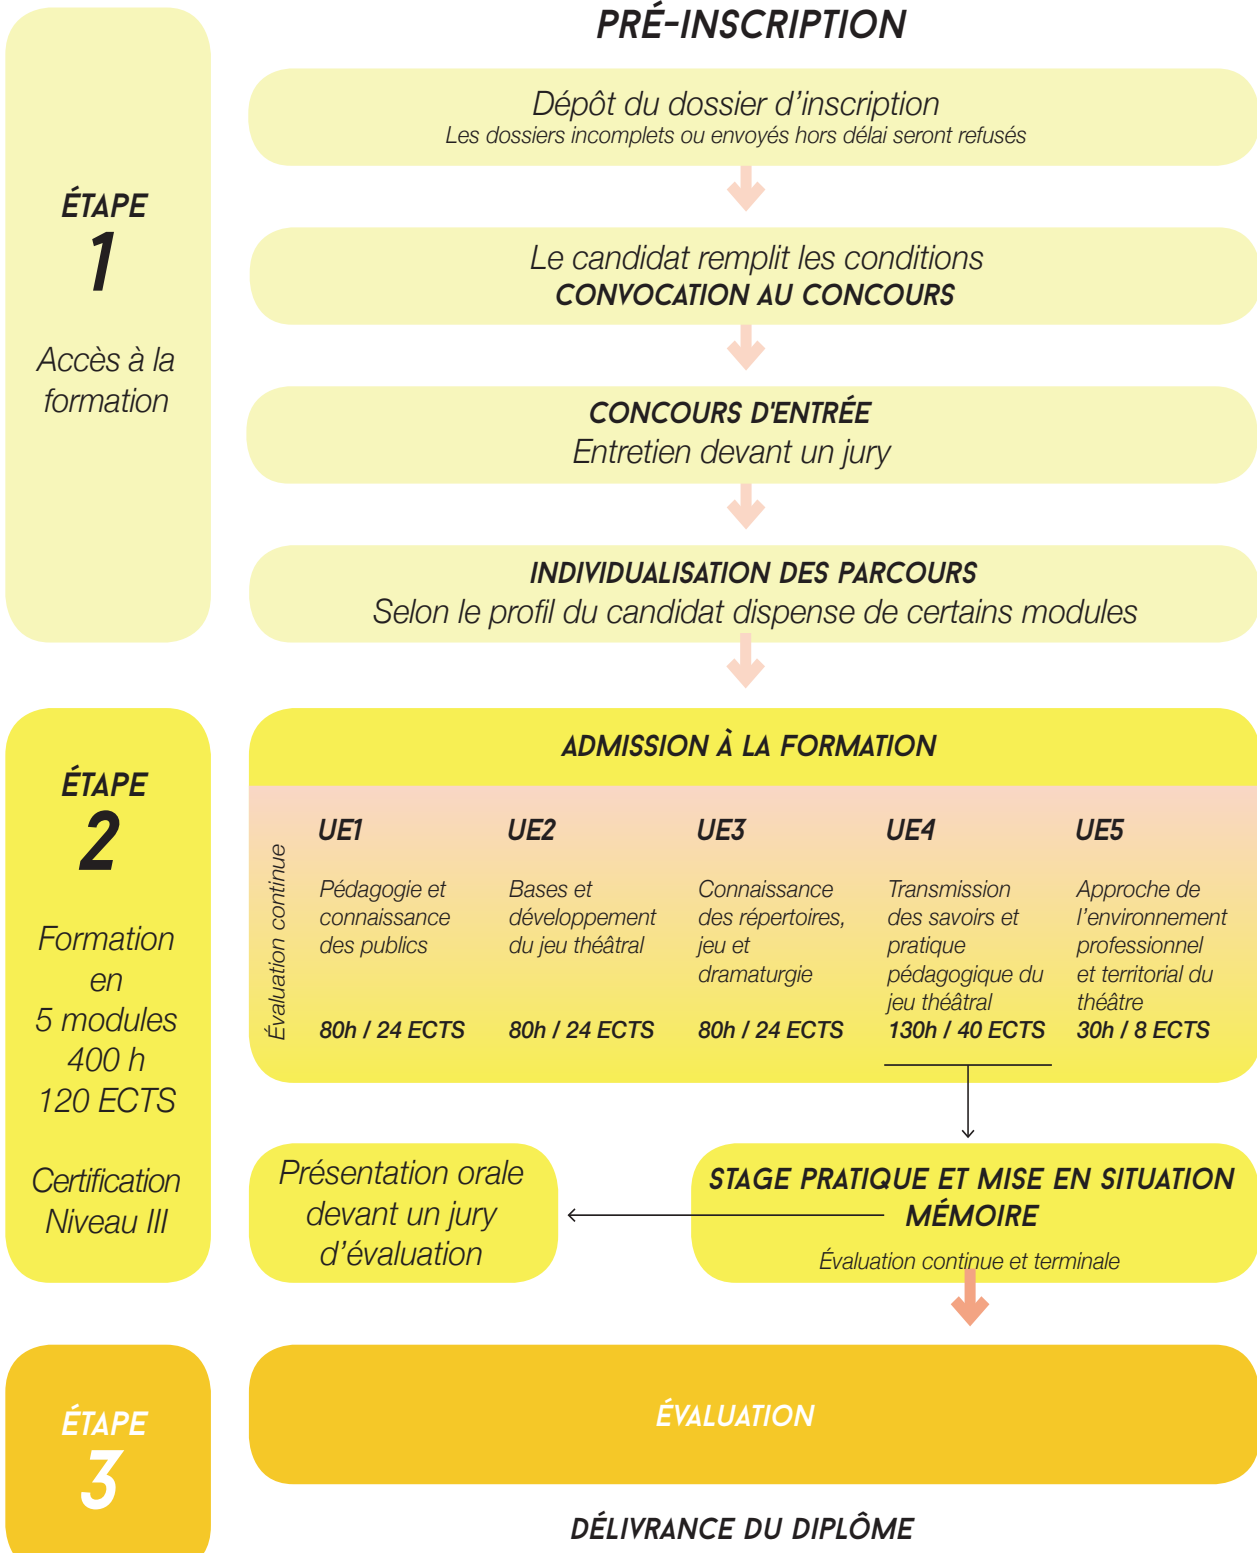 PRÉ-INSCRIPTION
ÉTAPE
1
Accès à la
formation
Dépôt du dossier d'inscription
Les dossiers incomplets ou envoyés hors délai seront refusés
Le candidat remplit les conditions
CONVOCATION AU CONCOURS
CONCOURS D'ENTRÉE
Entretien devant un jury
INDIVIDUALISATION DES PARCOURS
Selon le profil du candidat dispense de certains modules
ÉTAPE
2
Formation
en
5 modules
400 h
120 ECTS
Certification
Niveau III
ADMISSION À LA FORMATION
Évaluation continue
UE1
Pédagogie et
connaissance
des publics
80h / 24 ECTS
UE2
Bases et
développement
du jeu théâtral
80h / 24 ECTS
UE3
Connaissance
des répertoires,
jeu et
dramaturgie
80h / 24 ECTS
UE4
Transmission
des savoirs et
pratique
pédagogique du
jeu théâtral
130h / 40 ECTS
UE5
Approche de
l'environnement
professionnel
et territorial du
théâtre
30h / 8 ECTS
STAGE PRATIQUE ET MISE EN SITUATION
MÉMOIRE
Évaluation continue et terminale
Présentation orale
devant un jury
d'évaluation
ÉTAPE
3
ÉVALUATION
DÉLIVRANCE DU DIPLÔME